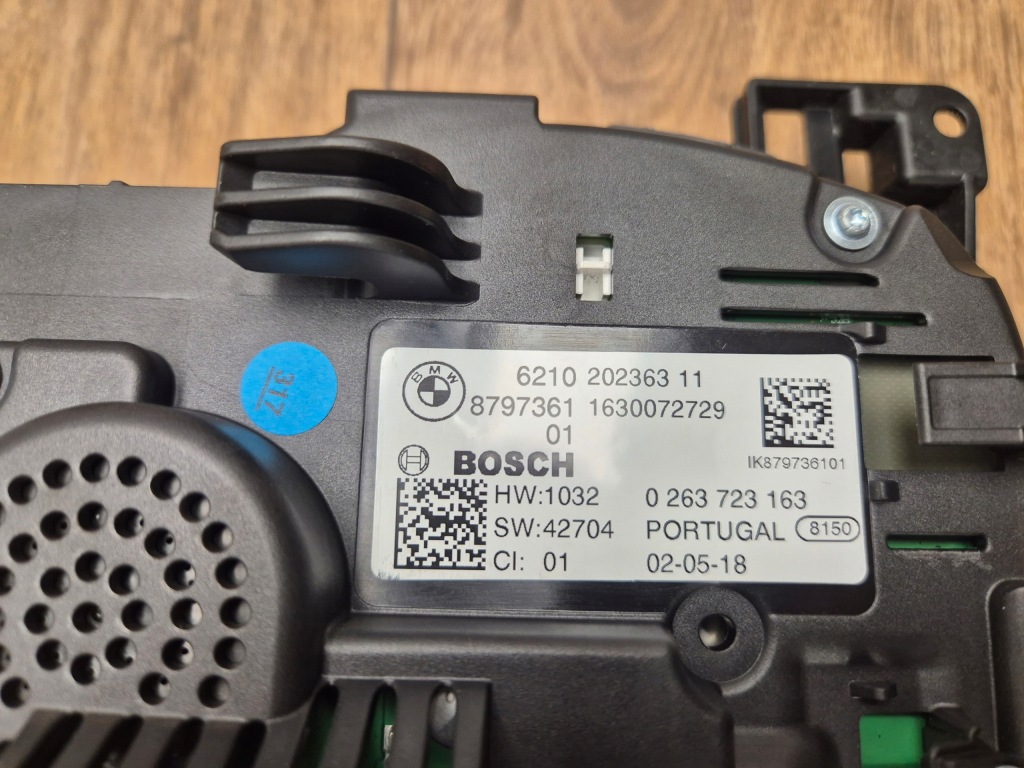 BMW
6210 202363 11
8797361 1630072729
01
IK879736101
BOSCH
HW:1032 0 263 723 163
SW:42704 PORTUGAL 8150
CI: 01 02-05-18
317